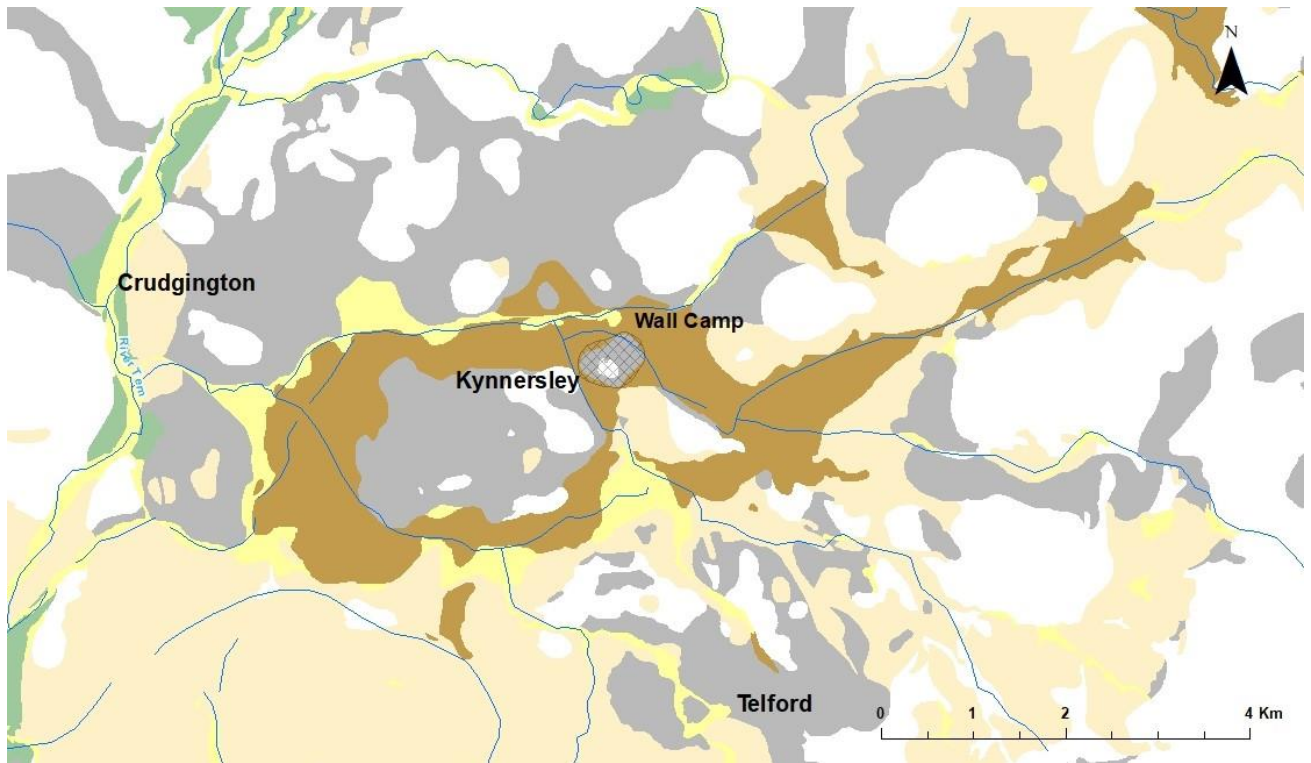 N
Crudgington
River Tern
Wall Camp
Kynnersley
Telford
0 1 2 4 Km